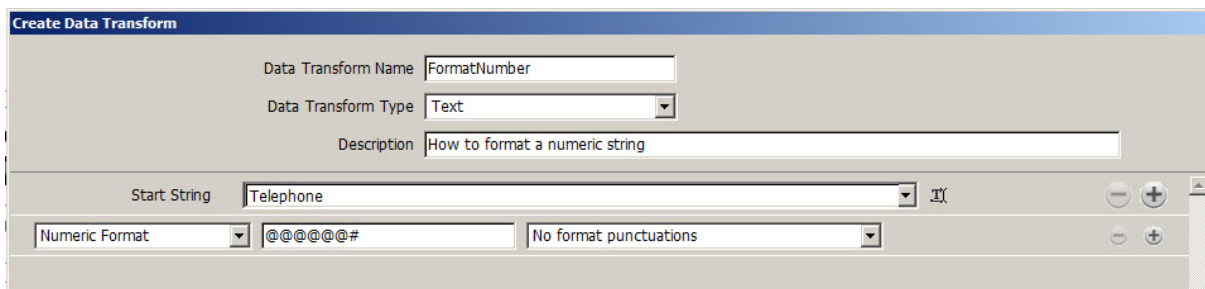 Create Data Transform
Data Transform Name FormatNumber
Data Transform Type Text
Description How to format a numeric string
Start String Telephone
Numeric Format @@@@@@# No format punctuations